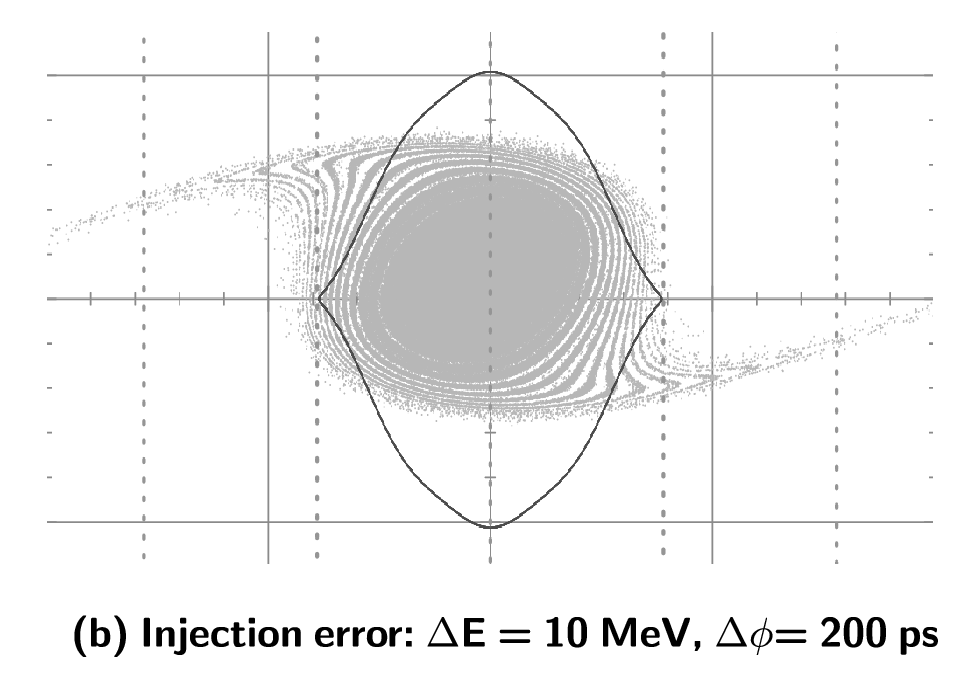 (b) Injection error: ΔE = 10 MeV, Δϕ= 200 ps